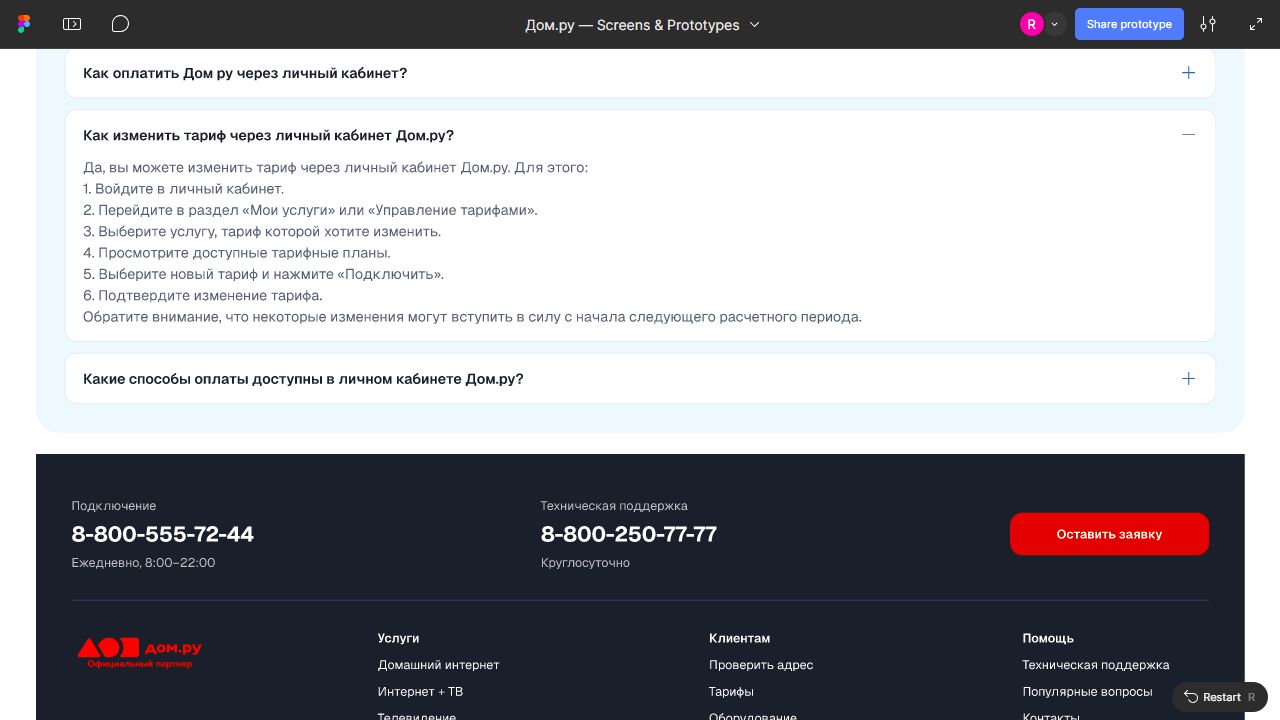 Дом.ру — Screens & Prototypes
R
Share prototype
Как оплатить Дом ру через личный кабинет?
Как изменить тариф через личный кабинет Дом.ру?
Да, вы можете изменить тариф через личный кабинет Дом.ру. Для этого:
1. Войдите в личный кабинет.
2. Перейдите в раздел «Мои услуги» или «Управление тарифами».
3. Выберите услугу, тариф которой хотите изменить.
4. Просмотрите доступные тарифные планы.
5. Выберите новый тариф и нажмите «Подключить».
6. Подтвердите изменение тарифа.
Обратите внимание, что некоторые изменения могут вступить в силу с начала следующего расчетного периода.
Какие способы оплаты доступны в личном кабинете Дом.ру?
Подключение
8-800-555-72-44
Ежедневно, 8:00–22:00
Техническая поддержка
8-800-250-77-77
Круглосуточно
Оставить заявку
дом.ру
Официальный партнер
Услуги
Домашний интернет
Интернет + ТВ
Телевидение
Клиентам
Проверить адрес
Тарифы
Оборудование
Помощь
Техническая поддержка
Популярные вопросы
Контакты
Restart R